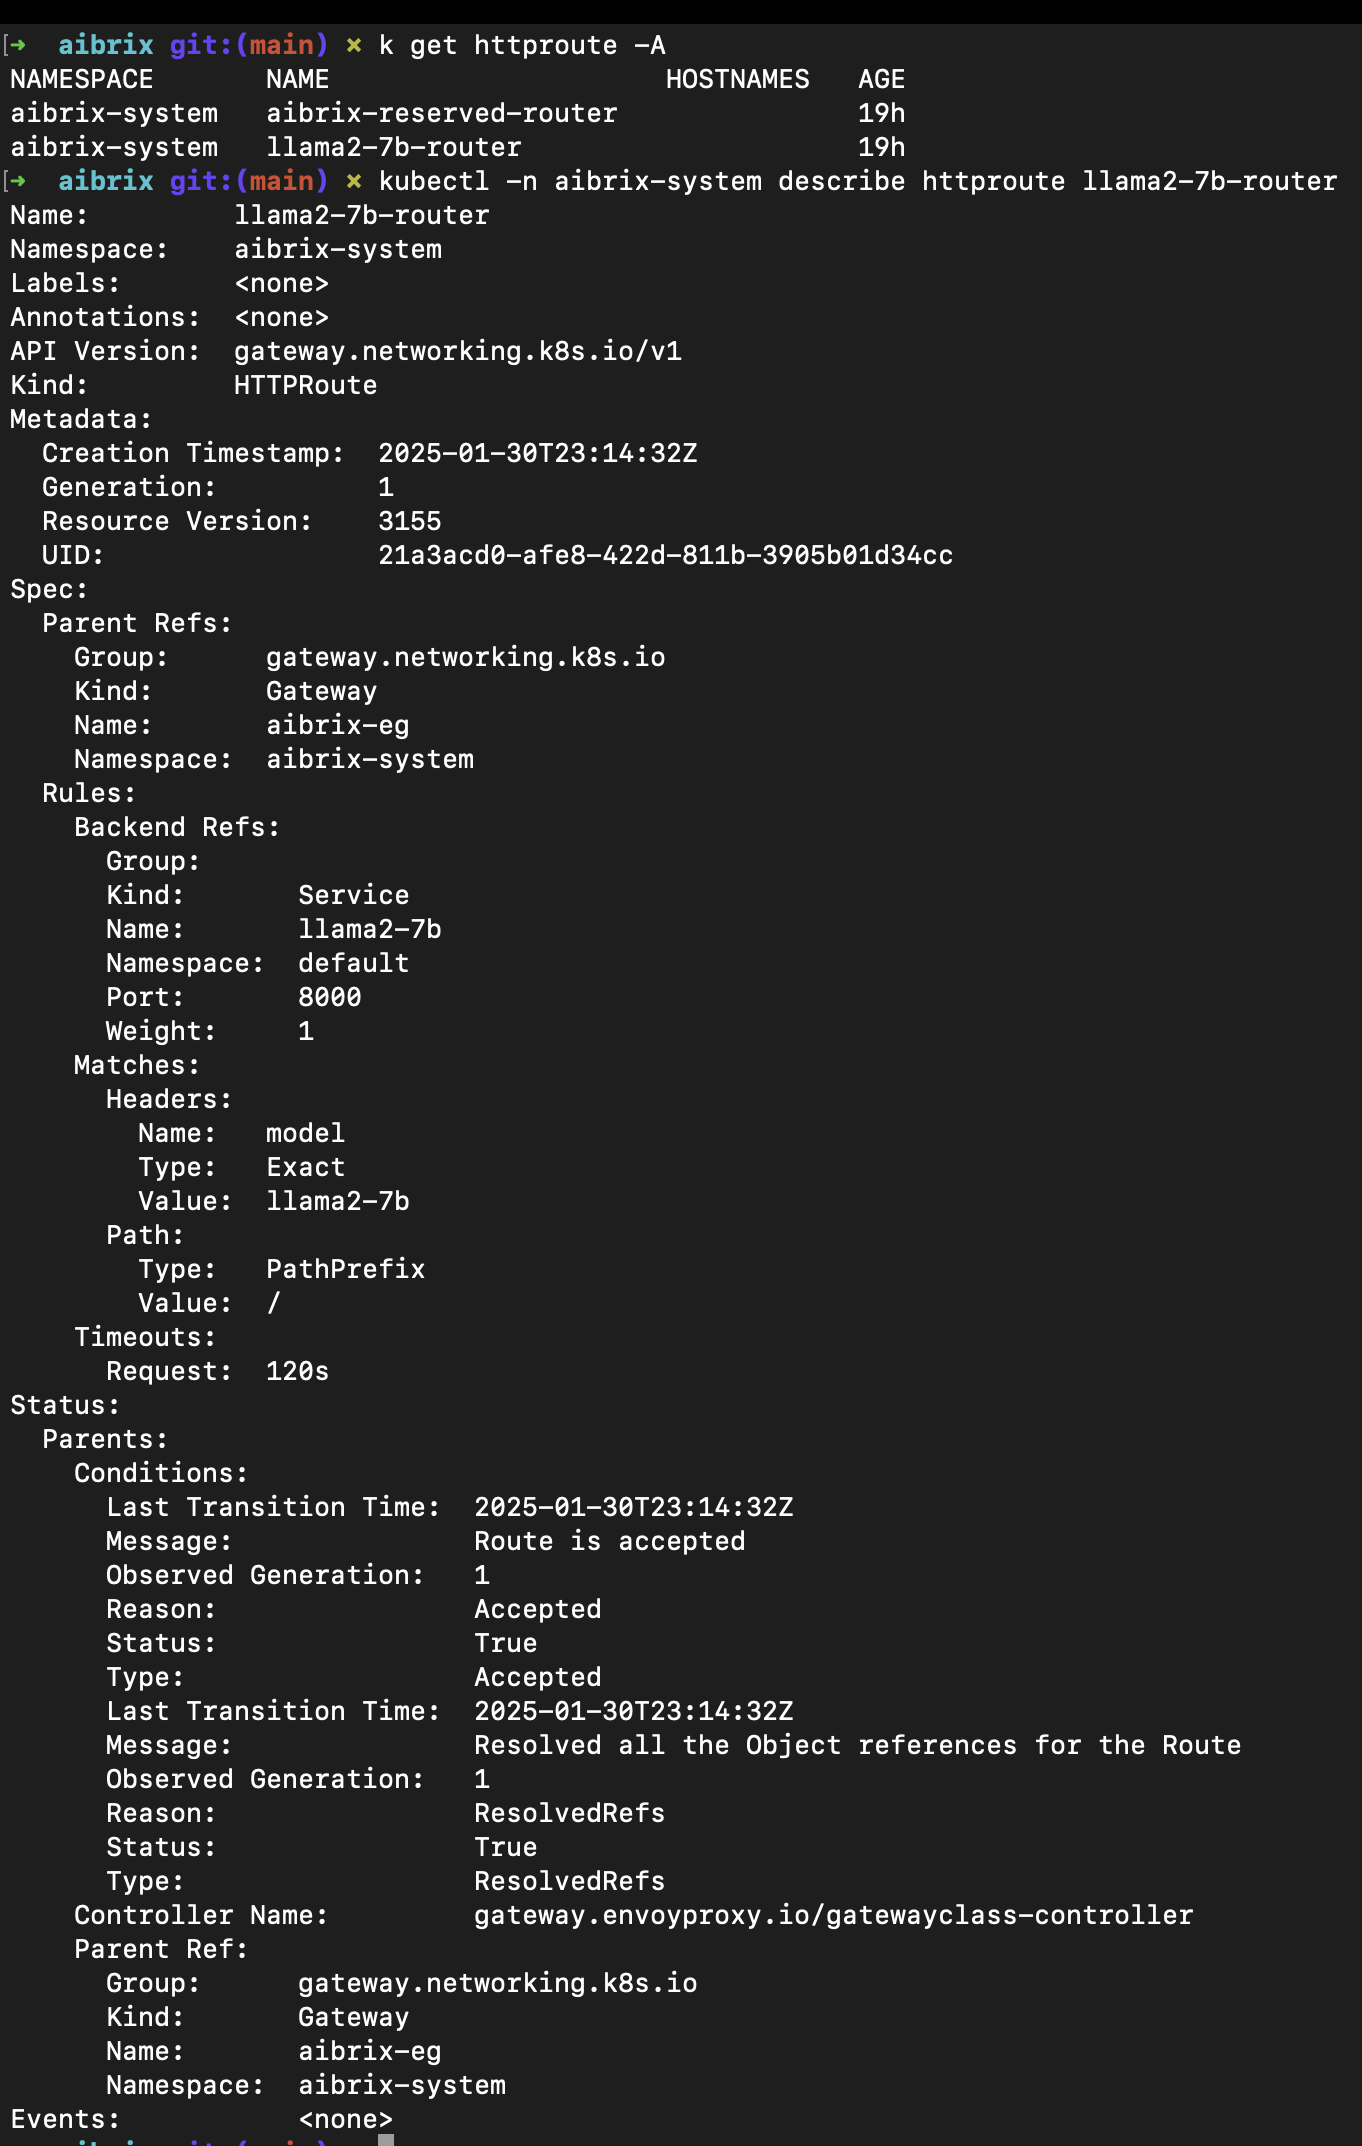 [➜  aibrix git:(main) × k get httproute -A
NAMESPACE       NAME                     HOSTNAMES   AGE
aibrix-system   aibrix-reserved-router               19h
aibrix-system   llama2-7b-router                     19h
[➜  aibrix git:(main) × kubectl -n aibrix-system describe httproute llama2-7b-router
Name:         llama2-7b-router
Namespace:    aibrix-system
Labels:       <none>
Annotations:  <none>
API Version:  gateway.networking.k8s.io/v1
Kind:         HTTPRoute
Metadata:
  Creation Timestamp:  2025-01-30T23:14:32Z
  Generation:          1
  Resource Version:    3155
  UID:                 21a3acd0-afe8-422d-811b-3905b01d34cc
Spec:
  Parent Refs:
    Group:      gateway.networking.k8s.io
    Kind:       Gateway
    Name:       aibrix-eg
    Namespace:  aibrix-system
  Rules:
    Backend Refs:
      Group:
      Kind:       Service
      Name:       llama2-7b
      Namespace:  default
      Port:       8000
      Weight:     1
    Matches:
      Headers:
        Name:   model
        Type:   Exact
        Value:  llama2-7b
      Path:
        Type:   PathPrefix
        Value:  /
    Timeouts:
      Request:  120s
Status:
  Parents:
    Conditions:
      Last Transition Time:  2025-01-30T23:14:32Z
      Message:               Route is accepted
      Observed Generation:   1
      Reason:                Accepted
      Status:                True
      Type:                  Accepted
      Last Transition Time:  2025-01-30T23:14:32Z
      Message:               Resolved all the Object references for the Route
      Observed Generation:   1
      Reason:                ResolvedRefs
      Status:                True
      Type:                  ResolvedRefs
    Controller Name:         gateway.envoyproxy.io/gatewayclass-controller
    Parent Ref:
      Group:      gateway.networking.k8s.io
      Kind:       Gateway
      Name:       aibrix-eg
      Namespace:  aibrix-system
Events:           <none>